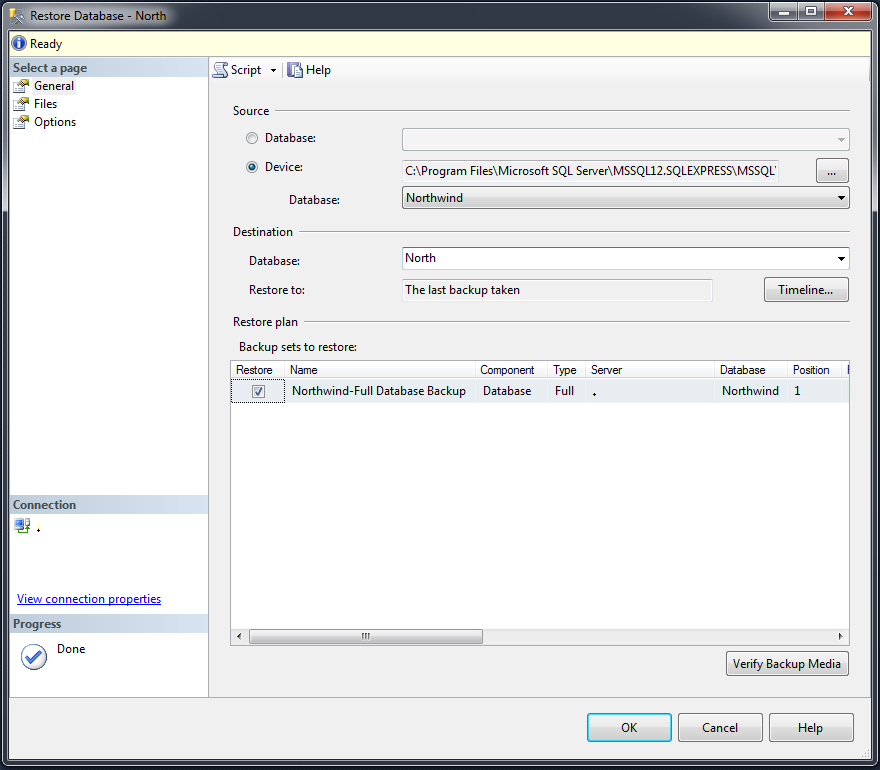 Restore Database - North
Ready
Select a page
General
Files
Options
Script
Help
Source
Database:
Device:
C:\Program Files\Microsoft SQL Server\MSSQL12.SQLEXPRESS\MSSQL
...
Database:
Northwind
Destination
Database:
North
Restore to:
The last backup taken
Timeline...
Restore plan
Backup sets to restore:
Restore Name Component Type Server Database Position
Northwind-Full Database Backup Database Full . Northwind 1
Connection
.
View connection properties
Progress
Done
Verify Backup Media
OK
Cancel
Help